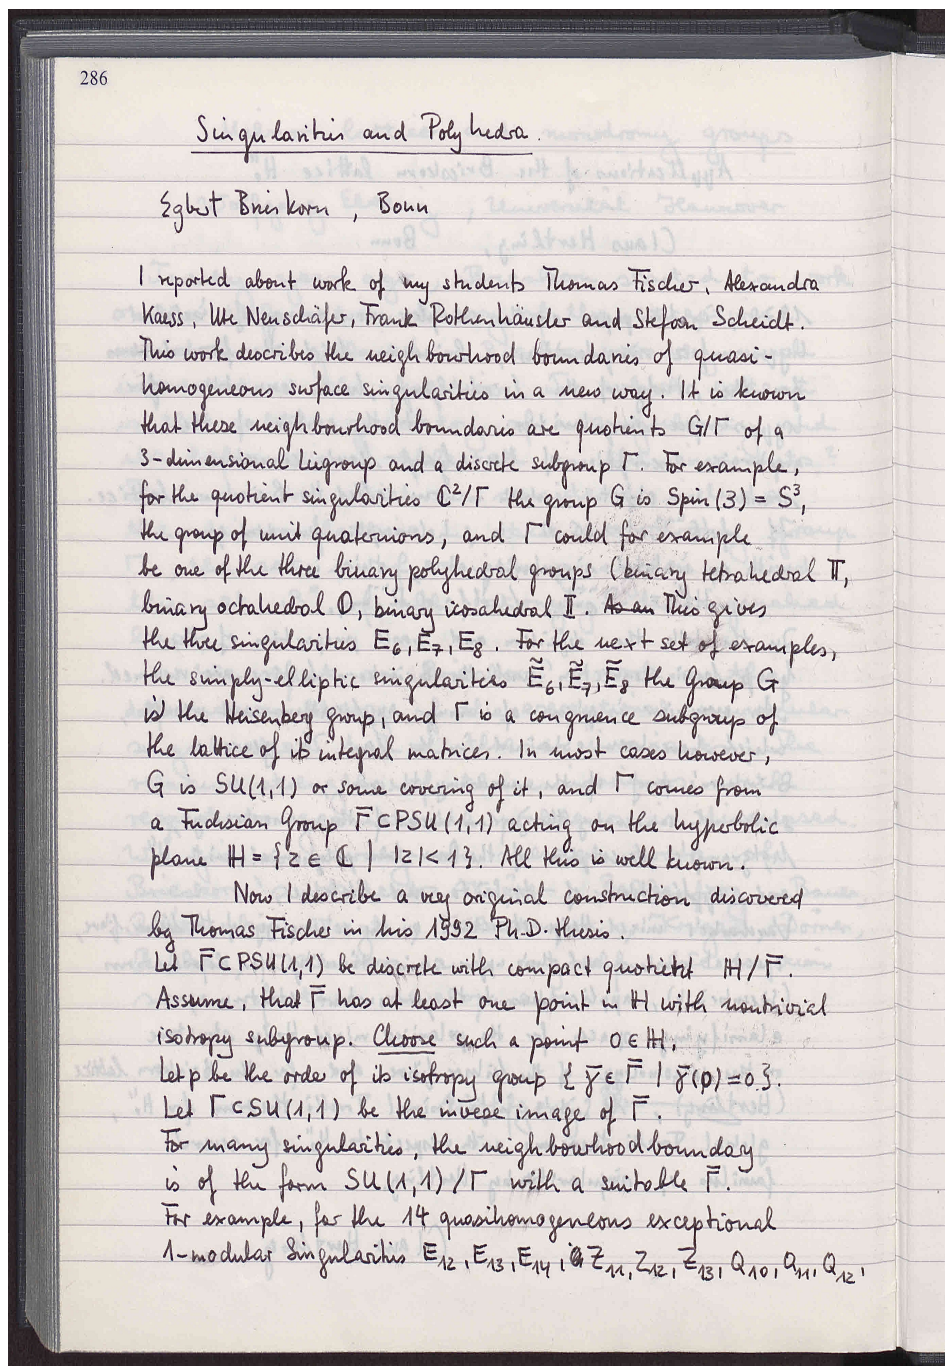 286
Singularities and Polyhedra.
Egbert Brieskorn, Bonn
I reported about work of my students Thomas Fischer, Alexandra
Kaess, Ute Neuschäfer, Frank Rothenhäusler and Stefan Scheidt.
This work describes the neighbourhood boundaries of quasi-
homogeneous surface singularities in a new way. It is known
that these neighbourhood boundaries are quotients G/Γ of a
3-dimensional Liegroup and a discrete subgroup Γ. For example,
for the quotient singularities ℂ²/Γ the group G is Spin(3) = S³,
the group of unit quaternions, and Γ could for example
be one of the three binary polyhedral groups (binary tetrahedral 𝕋,
binary octahedral 𝕆, binary icosahedral 𝕀. As an This gives
the three singularities E₆, E₇, E₈. For the next set of examples,
the simply-elliptic singularities Ẽ₆, Ẽ₇, Ẽ₈ the Group G
is the Heisenberg group, and Γ is a congruence subgroup of
the lattice of its integral matrices. In most cases however,
G is SU(1,1) or some covering of it, and Γ comes from
a Fuchsian Group Γ̄ ⊂ PSU(1,1) acting on the hyperbolic
plane ℍ = {z ∈ ℂ | |z| < 1}. All this is well known.
Now I describe a very original construction discovered
by Thomas Fischer in his 1992 Ph.D. thesis.
Let Γ̄ ⊂ PSU(1,1) be discrete with compact quotient ℍ/Γ̄.
Assume, that Γ̄ has at least one point in ℍ with nontrivial
isotropy subgroup. Choose such a point 0 ∈ ℍ.
Let p be the order of its isotropy group {γ̄ ∈ Γ̄ | γ̄(0) = 0}.
Let Γ ⊂ SU(1,1) be the inverse image of Γ̄.
For many singularities, the neighbourhood boundary
is of the form SU(1,1)/Γ with a suitable Γ̄.
For example, for the 14 quasihomogeneous exceptional
1-modular Singularities E₁₂, E₁₃, E₁₄, Z₁₁, Z₁₂, Z₁₃, Q₁₀, Q₁₁, Q₁₂,